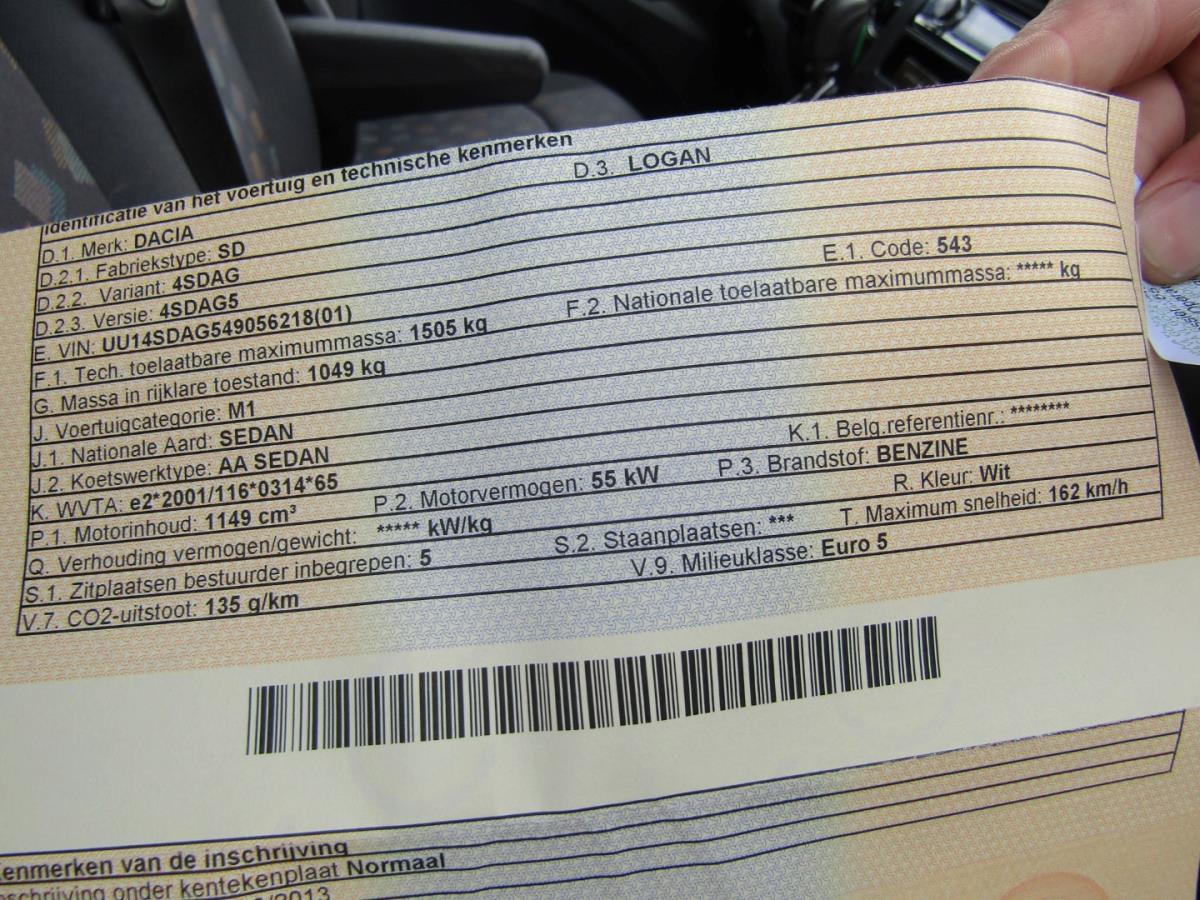 Identificatie van het voertuig en technische kenmerken
D.1. Merk: DACIA D.3. LOGAN
D.2.1. Fabriekstype: SD
D.2.2. Variant: 4SDAG
D.2.3. Versie: 4SDAG5
E. VIN: UU14SDAG549056218(01) E.1. Code: 543
F.1. Tech. toelaatbare maximummassa: 1505 kg F.2. Nationale toelaatbare maximummassa: ***** kg
G. Massa in rijklare toestand: 1049 kg
J. Voertuigcategorie: M1
J.1. Nationale Aard: SEDAN
J.2. Koetswerktype: AA SEDAN
K. WVTA: e2*2001/116*0314*65 K.1. Belg.referentienr.: ********
P.1. Motorinhoud: 1149 cm³ P.2. Motorvermogen: 55 kW P.3. Brandstof: BENZINE
Q. Verhouding vermogen/gewicht: ***** kW/kg R. Kleur: Wit
S.1. Zitplaatsen bestuurder inbegrepen: 5 S.2. Staanplaatsen: *** T. Maximum snelheid: 162 km/h
V.7. CO2-uitstoot: 135 g/km V.9. Milieuklasse: Euro 5
enmerken van de inschrijving
schrijving onder kentekenplaat Normaal
/2013